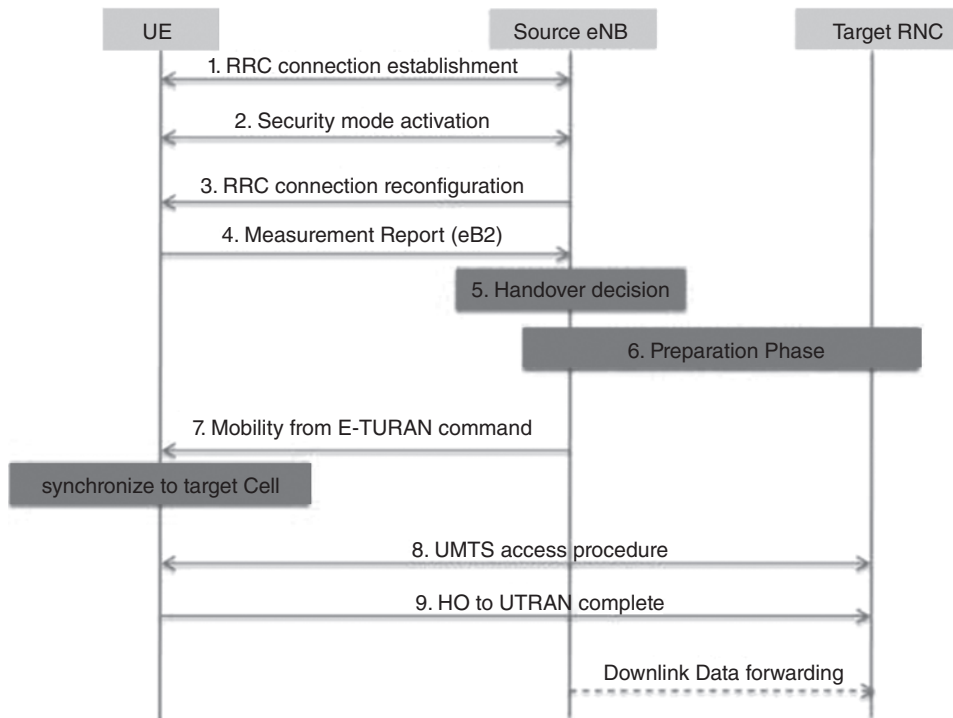 UE
Source eNB
Target RNC
1. RRC connection establishment
2. Security mode activation
3. RRC connection reconfiguration
4. Measurement Report (eB2)
5. Handover decision
6. Preparation Phase
7. Mobility from E-TURAN command
synchronize to target Cell
8. UMTS access procedure
9. HO to UTRAN complete
Downlink Data forwarding